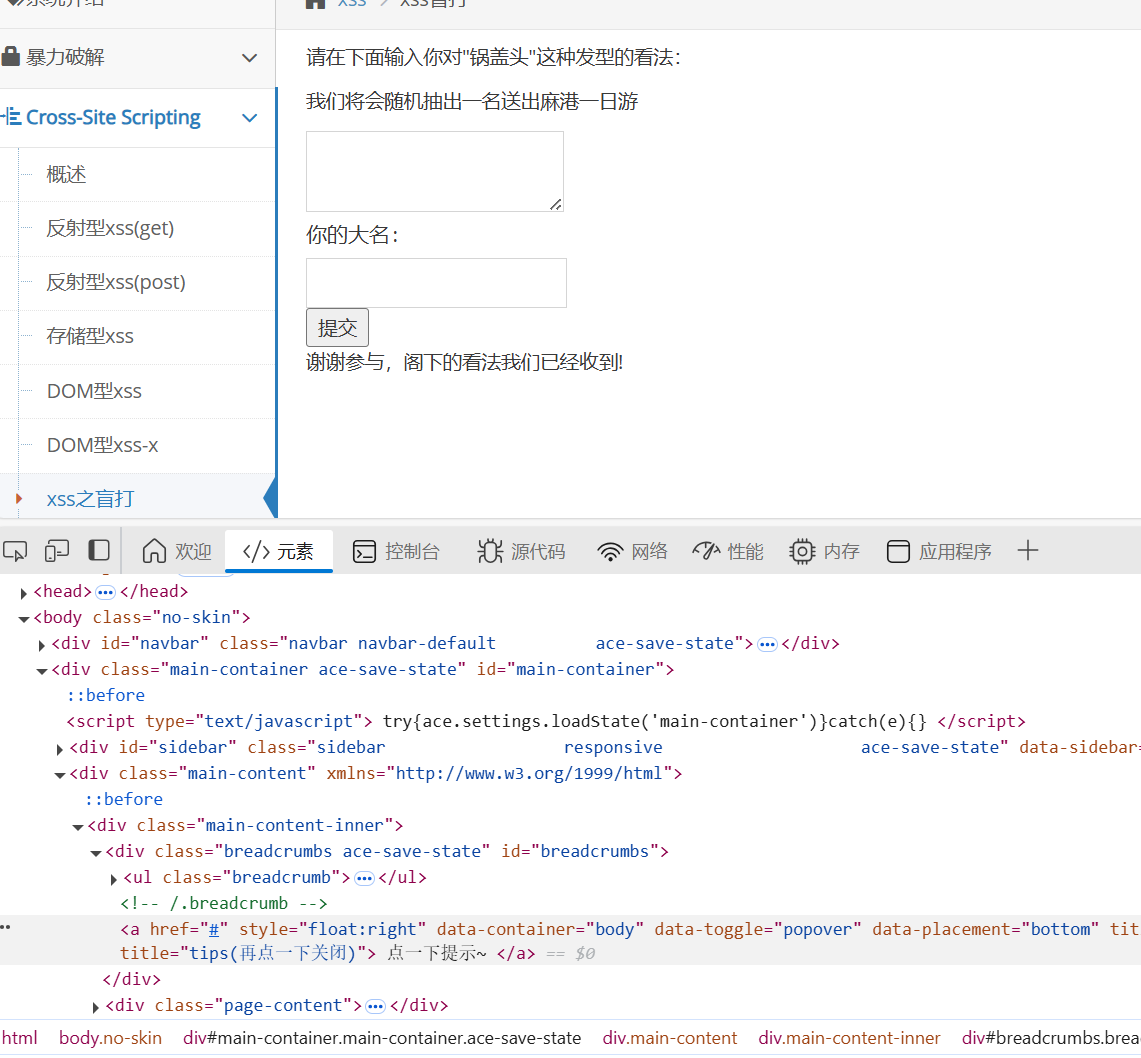 系统介绍
xss > xss盲打
暴力破解
Cross-Site Scripting
概述
反射型xss(get)
反射型xss(post)
存储型xss
DOM型xss
DOM型xss-x
xss之盲打
请在下面输入你对"锅盖头"这种发型的看法：
我们将会随机抽出一名送出麻港一日游
你的大名：
提交
谢谢参与，阁下的看法我们已经收到!
欢迎 </> 元素 控制台 源代码 网络 性能 内存 应用程序
<head>•••</head>
<body class="no-skin">
<div id="navbar" class="navbar navbar-default ace-save-state">•••</div>
<div class="main-container ace-save-state" id="main-container">
::before
<script type="text/javascript"> try{ace.settings.loadState('main-container')}catch(e){} </script>
<div id="sidebar" class="sidebar responsive ace-save-state" data-sidebar=
<div class="main-content" xmlns="http://www.w3.org/1999/html">
::before
<div class="main-content-inner">
<div class="breadcrumbs ace-save-state" id="breadcrumbs">
<ul class="breadcrumb">•••</ul>
<!-- /.breadcrumb -->
<a href="#" style="float:right" data-container="body" data-toggle="popover" data-placement="bottom" tit
title="tips(再点一下关闭)"> 点一下提示~ </a> == $0
</div>
<div class="page-content">•••</div>
html body.no-skin div#main-container.main-container.ace-save-state div.main-content div.main-content-inner div#breadcrumbs.brea